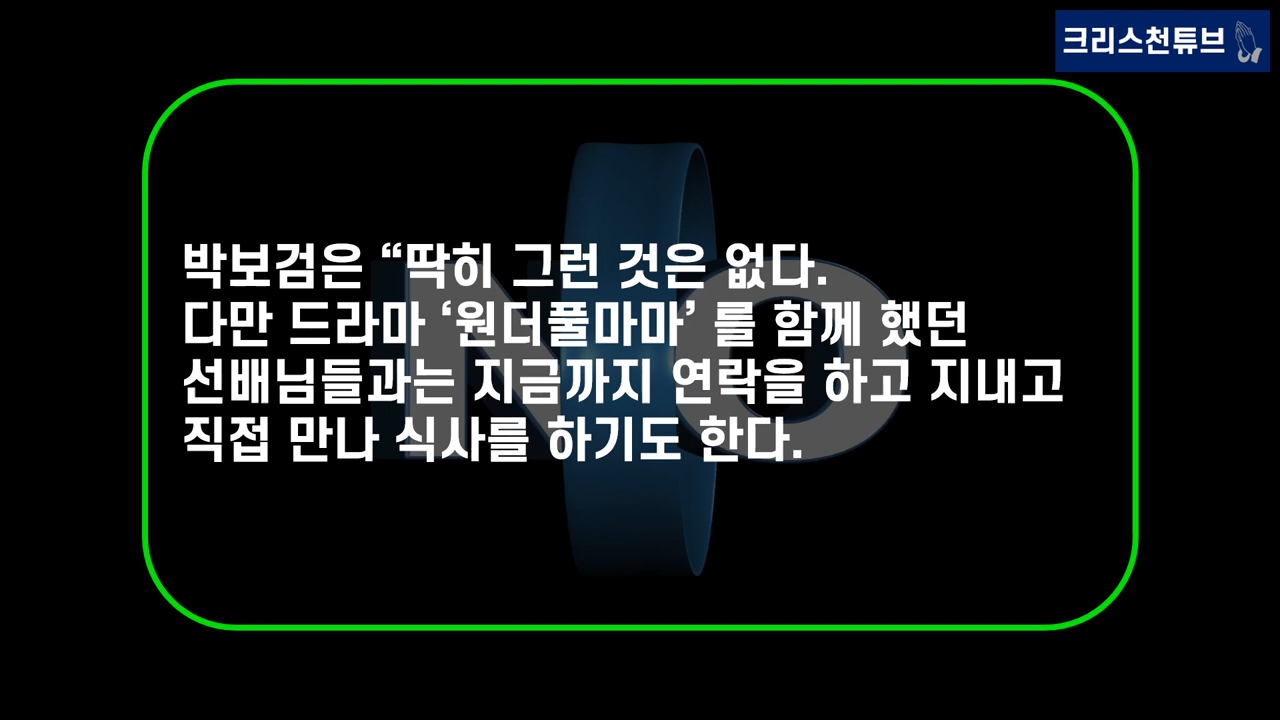 크리스천튜브
박보검은 “딱히 그런 것은 없다.
다만 드라마 ‘원더풀마마’ 를 함께 했던
선배님들과는 지금까지 연락을 하고 지내고
직접 만나 식사를 하기도 한다.
NO